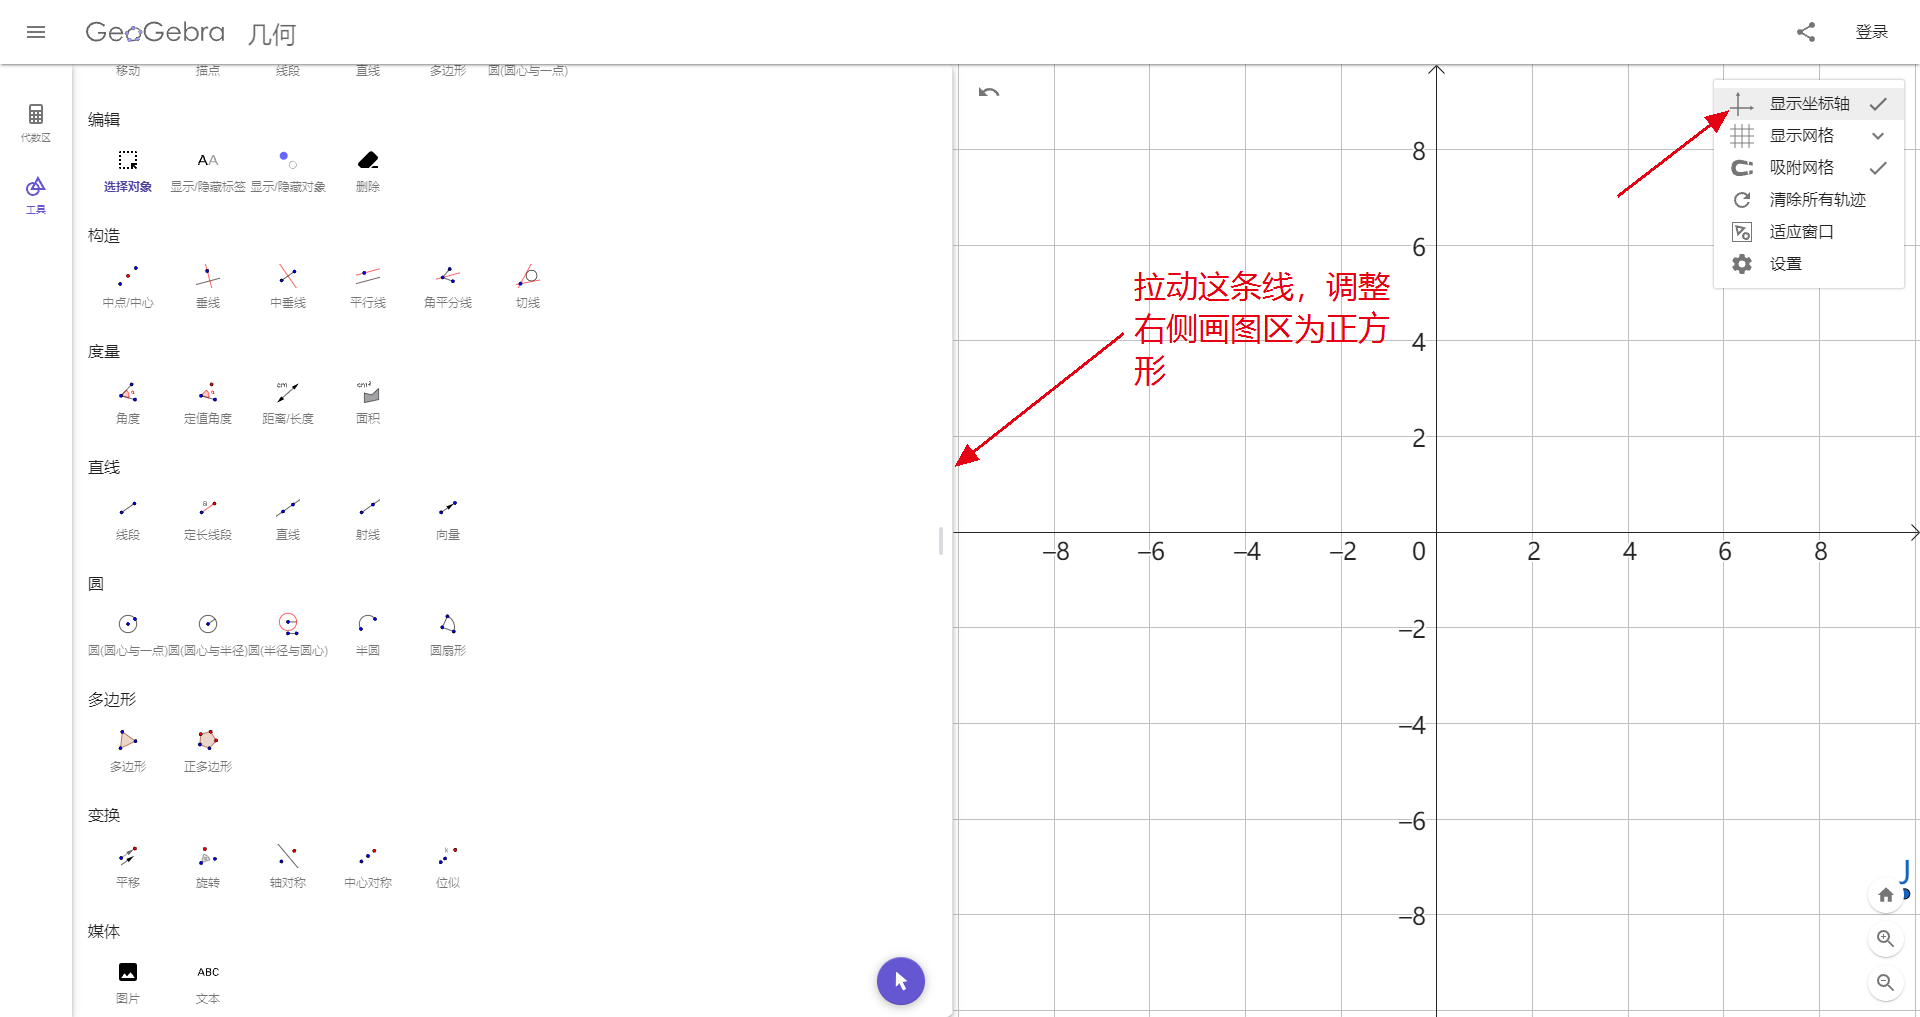 GeoGebra 几何
登录
移动 描点 线段 直线 多边形 圆(圆心与一点)
代数区
工具
编辑
AA
选择对象 显示/隐藏标签 显示/隐藏对象 删除
构造
中点/中心 垂线 中垂线 平行线 角平分线 切线
度量
cm cm²
角度 定值角度 距离/长度 面积
直线
a
线段 定长线段 直线 射线 向量
圆
圆(圆心与一点) 圆(圆心与半径) 圆(半径与圆心) 半圆 圆扇形
多边形
多边形 正多边形
变换
k
平移 旋转 轴对称 中心对称 位似
媒体
ABC
图片 文本
显示坐标轴
显示网格
吸附网格
清除所有轨迹
适应窗口
设置
拉动这条线，调整
右侧画图区为正方
形
8
6
4
2
−8 −6 −4 −2 0 2 4 6 8
−2
−4
−6
−8
J